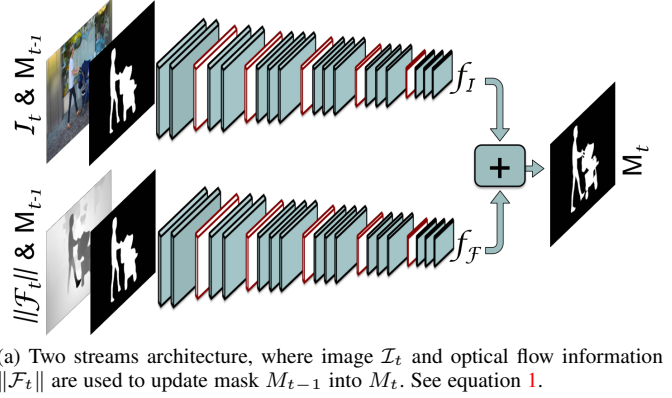 I_t & M_{t-1}
f_I
+
M_t
||F_t|| & M_{t-1}
f_F
(a) Two streams architecture, where image I_t and optical flow information
||F_t|| are used to update mask M_{t−1} into M_t. See equation 1.